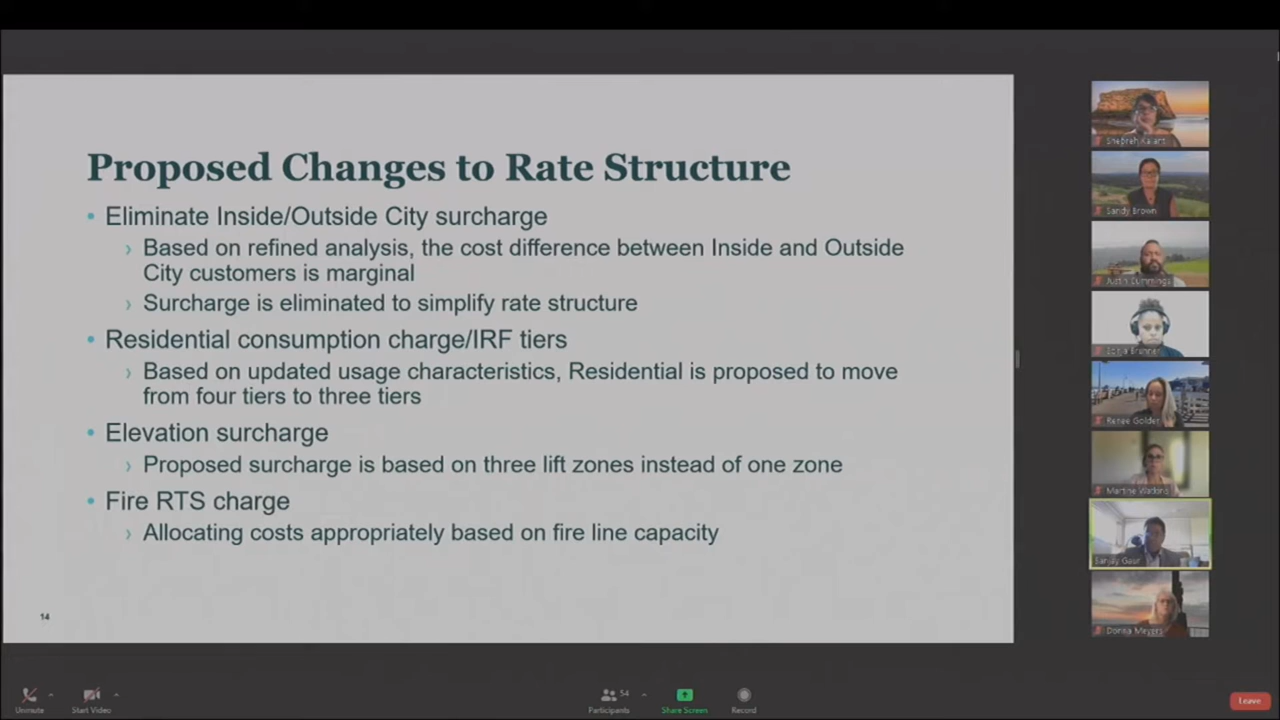 Proposed Changes to Rate Structure
• Eliminate Inside/Outside City surcharge
› Based on refined analysis, the cost difference between Inside and Outside
City customers is marginal
› Surcharge is eliminated to simplify rate structure
• Residential consumption charge/IRF tiers
› Based on updated usage characteristics, Residential is proposed to move
from four tiers to three tiers
• Elevation surcharge
› Proposed surcharge is based on three lift zones instead of one zone
• Fire RTS charge
› Allocating costs appropriately based on fire line capacity
14
Sandy Brown
Justin Cummings
Sonja Brunner
Renee Golder
Martine Watkins
Sanjay Gaur
Donna Meyers
Unmute
Start Video
54
Participants
Share Screen
Record
Leave